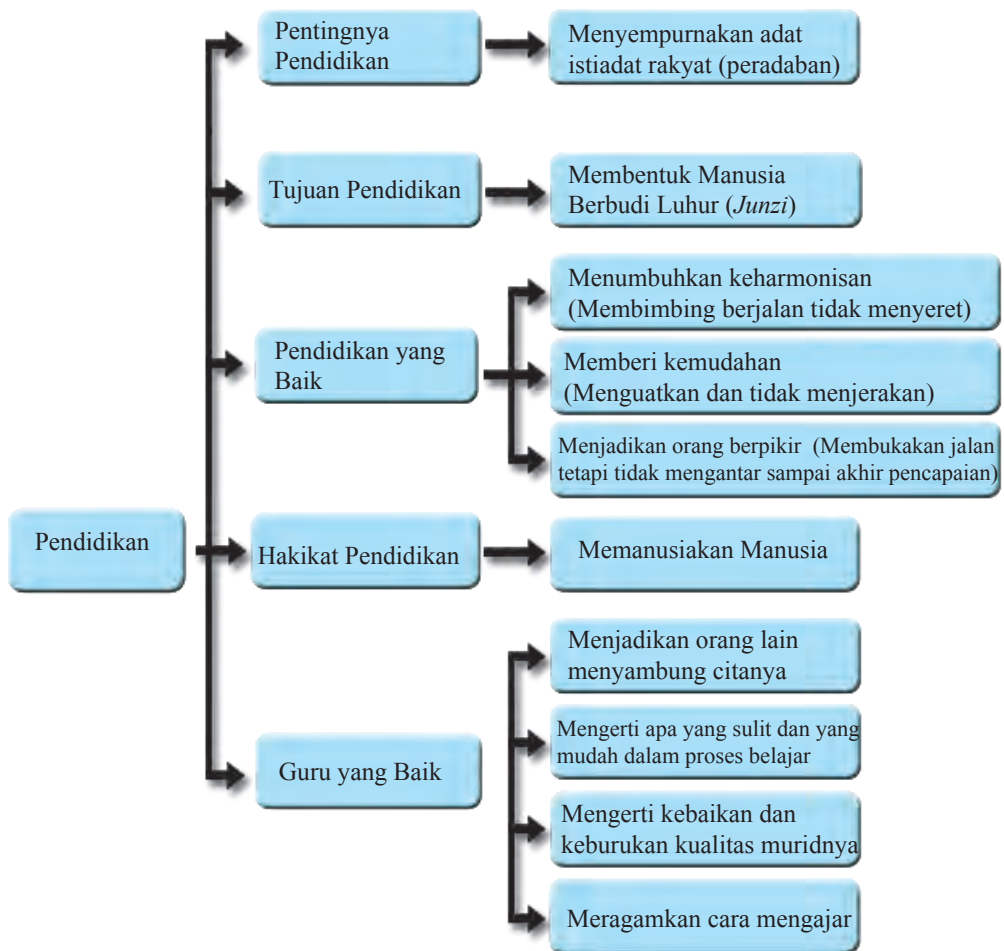 Pentingnya
Pendidikan
Menyempurnakan adat
istiadat rakyat (peradaban)
Tujuan Pendidikan
Membentuk Manusia
Berbudi Luhur (Junzi)
Pendidikan yang
Baik
Menumbuhkan keharmonisan
(Membimbing berjalan tidak menyeret)
Memberi kemudahan
(Menguatkan dan tidak menjerakan)
Menjadikan orang berpikir (Membukakan jalan
tetapi tidak mengantar sampai akhir pencapaian)
Pendidikan
Hakikat Pendidikan
Memanusiakan Manusia
Guru yang Baik
Menjadikan orang lain
menyambung citanya
Mengerti apa yang sulit dan yang
mudah dalam proses belajar
Mengerti kebaikan dan
keburukan kualitas muridnya
Meragamkan cara mengajar